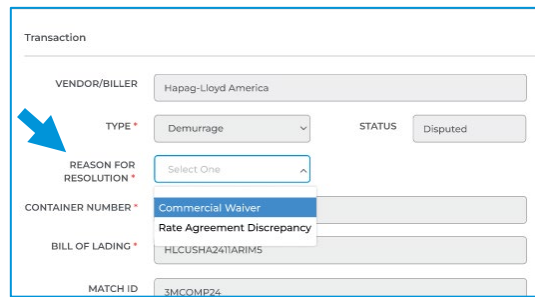 Transaction
VENDOR/BILLER Hapag-Lloyd America
TYPE * Demurrage STATUS Disputed
REASON FOR RESOLUTION * Select One
Commercial Waiver
Rate Agreement Discrepancy
CONTAINER NUMBER *
BILL OF LADING * HLCUSHA2411ARIM5
MATCH ID 3MCOMP24